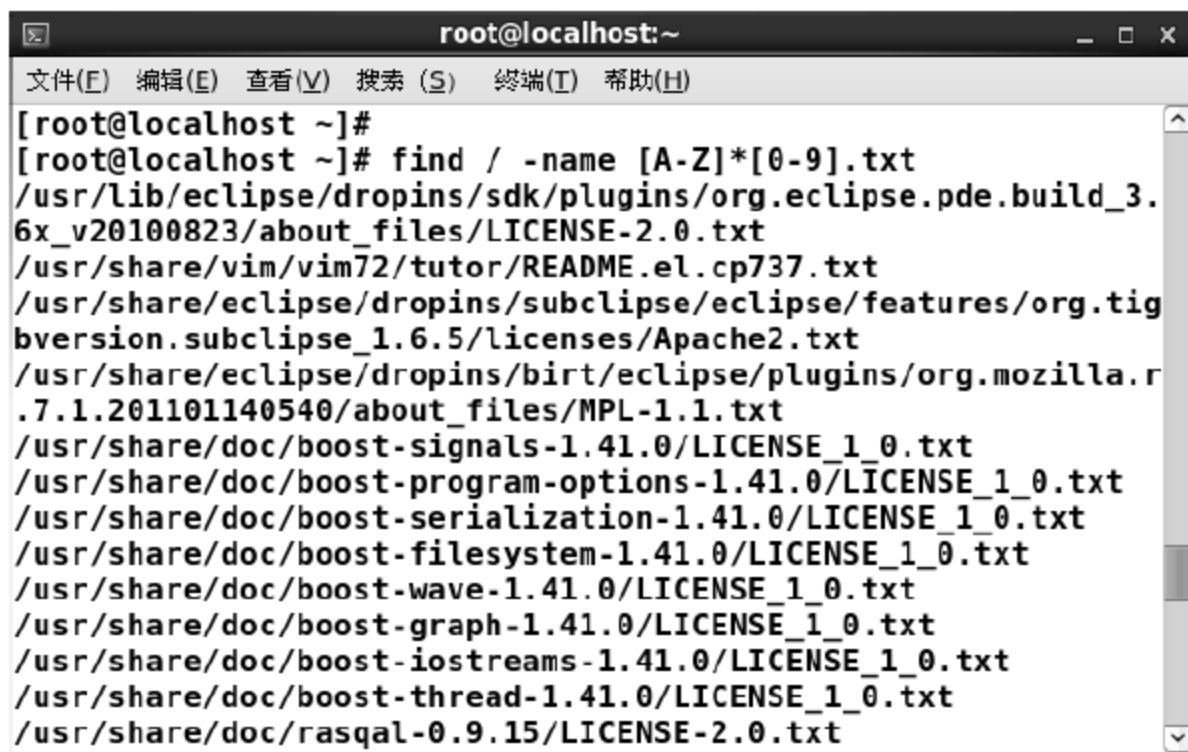 root@localhost:~
文件(F) 编辑(E) 查看(V) 搜索 (S) 终端(T) 帮助(H)
[root@localhost ~]#
[root@localhost ~]# find / -name [A-Z]*[0-9].txt
/usr/lib/eclipse/dropins/sdk/plugins/org.eclipse.pde.build_3.
6x_v20100823/about_files/LICENSE-2.0.txt
/usr/share/vim/vim72/tutor/README.el.cp737.txt
/usr/share/eclipse/dropins/subclipse/eclipse/features/org.tig
bversion.subclipse_1.6.5/licenses/Apache2.txt
/usr/share/eclipse/dropins/birt/eclipse/plugins/org.mozilla.r
.7.1.201101140540/about_files/MPL-1.1.txt
/usr/share/doc/boost-signals-1.41.0/LICENSE_1_0.txt
/usr/share/doc/boost-program-options-1.41.0/LICENSE_1_0.txt
/usr/share/doc/boost-serialization-1.41.0/LICENSE_1_0.txt
/usr/share/doc/boost-filesystem-1.41.0/LICENSE_1_0.txt
/usr/share/doc/boost-wave-1.41.0/LICENSE_1_0.txt
/usr/share/doc/boost-graph-1.41.0/LICENSE_1_0.txt
/usr/share/doc/boost-iostreams-1.41.0/LICENSE_1_0.txt
/usr/share/doc/boost-thread-1.41.0/LICENSE_1_0.txt
/usr/share/doc/rasqal-0.9.15/LICENSE-2.0.txt